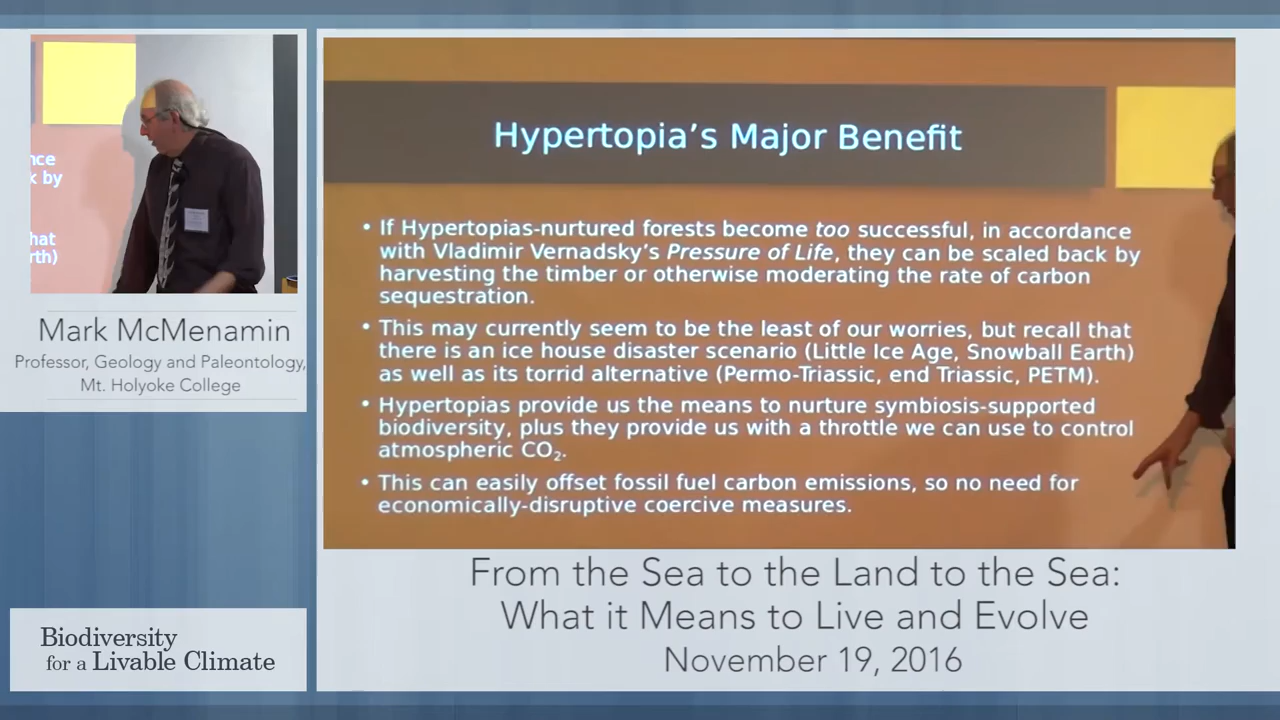 nce
k by
hat
rth)
Mark McMenamin
Professor, Geology and Paleontology,
Mt. Holyoke College
Biodiversity
for a Livable Climate
Hypertopia's Major Benefit
• If Hypertopias-nurtured forests become too successful, in accordance
with Vladimir Vernadsky's Pressure of Life, they can be scaled back by
harvesting the timber or otherwise moderating the rate of carbon
sequestration.
• This may currently seem to be the least of our worries, but recall that
there is an ice house disaster scenario (Little Ice Age, Snowball Earth)
as well as its torrid alternative (Permo-Triassic, end Triassic, PETM).
• Hypertopias provide us the means to nurture symbiosis-supported
biodiversity, plus they provide us with a throttle we can use to control
atmospheric CO₂.
• This can easily offset fossil fuel carbon emissions, so no need for
economically-disruptive coercive measures.
From the Sea to the Land to the Sea:
What it Means to Live and Evolve
November 19, 2016